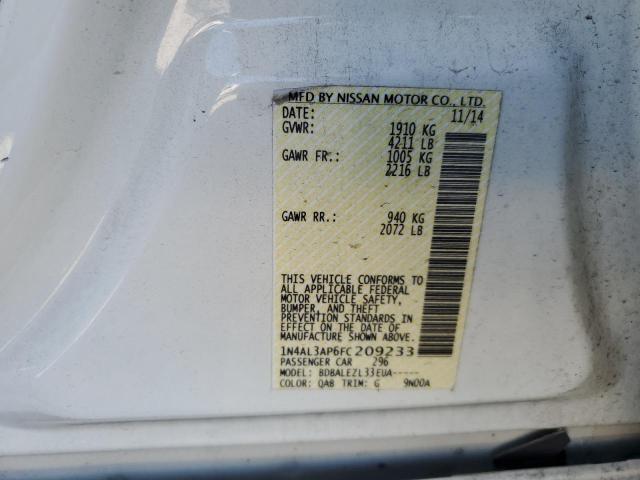 MFD BY NISSAN MOTOR CO., LTD.
DATE: 11/14
GVWR: 1910 KG
4211 LB
GAWR FR.: 1005 KG
2216 LB
GAWR RR.: 940 KG
2072 LB
THIS VEHICLE CONFORMS TO
ALL APPLICABLE FEDERAL
MOTOR VEHICLE SAFETY,
BUMPER, AND THEFT
PREVENTION STANDARDS IN
EFFECT ON THE DATE OF
MANUFACTURE SHOWN ABOVE.
1N4AL3AP6FC209233
PASSENGER CAR 296
MODEL: BDBALEZL33EUA-----
COLOR: QAB TRIM: G 9N00A